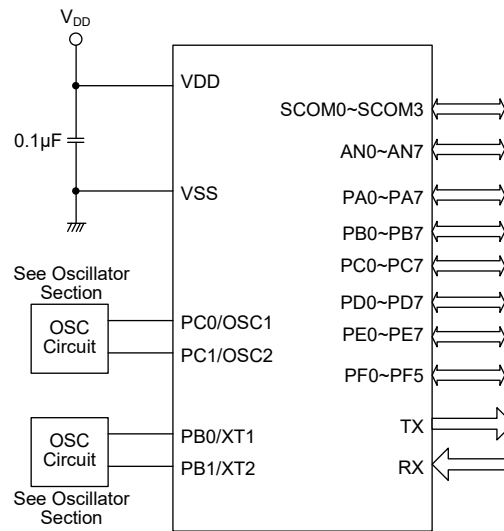 VDD
VDD
0.1μF
VSS
See Oscillator
Section
OSC
Circuit
PC0/OSC1
PC1/OSC2
OSC
Circuit
PB0/XT1
PB1/XT2
See Oscillator
Section
SCOM0~SCOM3
AN0~AN7
PA0~PA7
PB0~PB7
PC0~PC7
PD0~PD7
PE0~PE7
PF0~PF5
TX
RX